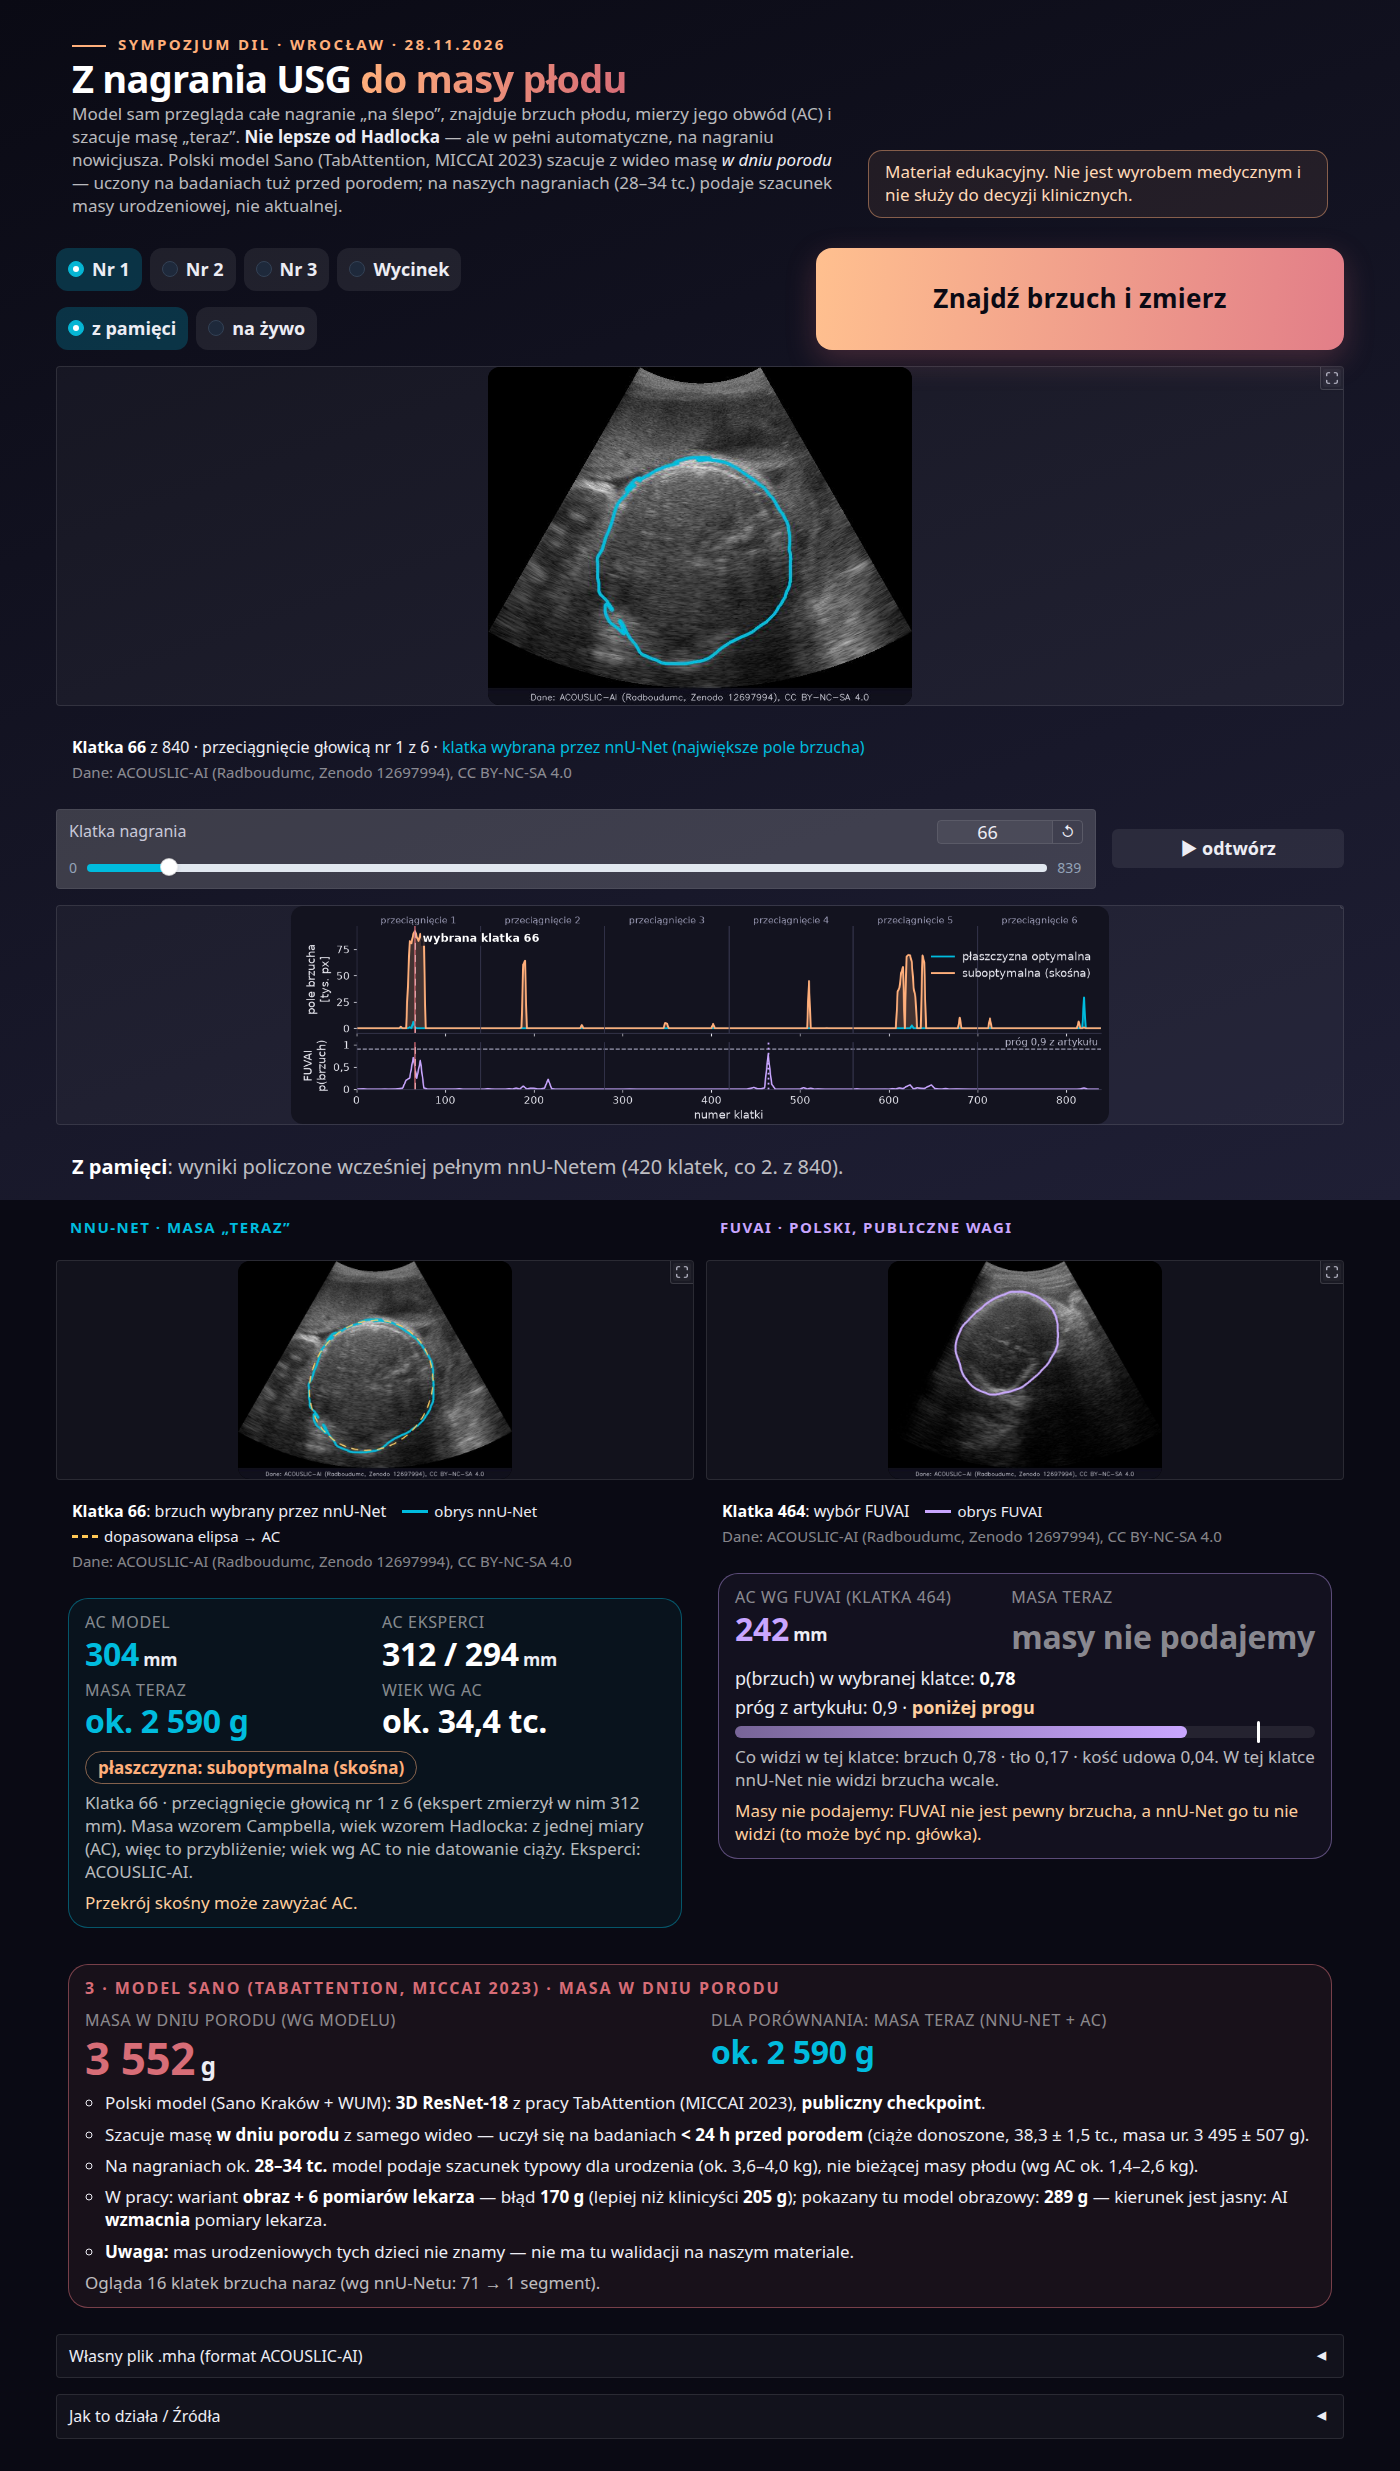 SYMPOZJUM DIL · WROCŁAW · 28.11.2026
Z nagrania USG do masy płodu
Model sam przegląda całe nagranie „na ślepo”, znajduje brzuch płodu, mierzy jego obwód (AC) i
szacuje masę „teraz”. Nie lepsze od Hadlocka — ale w pełni automatyczne, na nagraniu
nowicjusza. Polski model Sano (TabAttention, MICCAI 2023) szacuje z wideo masę w dniu porodu
— uczony na badaniach tuż przed porodem; na naszych nagraniach (28–34 tc.) podaje szacunek
masy urodzeniowej, nie aktualnej.
Materiał edukacyjny. Nie jest wyrobem medycznym i
nie służy do decyzji klinicznych.
Nr 1 Nr 2 Nr 3 Wycinek
z pamięci na żywo
Znajdź brzuch i zmierz
Dane: ACOUSLIC-AI (Radboudumc, Zenodo 12697994), CC BY-NC-SA 4.0
Klatka 66 z 840 · przeciągnięcie głowicą nr 1 z 6 · klatka wybrana przez nnU-Net (największe pole brzucha)
Dane: ACOUSLIC-AI (Radboudumc, Zenodo 12697994), CC BY-NC-SA 4.0
Klatka nagrania
66
0
839
▶ odtwórz
przeciągnięcie 1 przeciągnięcie 2 przeciągnięcie 3 przeciągnięcie 4 przeciągnięcie 5 przeciągnięcie 6
wybrana klatka 66
pole brzucha
[tys. px]
75
50
25
0
płaszczyzna optymalna
suboptymalna (skośna)
FUVAI
p(brzuch)
1
0,5
0
próg 0,9 z artykułu
0 100 200 300 400 500 600 700 800
numer klatki
Z pamięci: wyniki policzone wcześniej pełnym nnU-Netem (420 klatek, co 2. z 840).
NNU-NET · MASA „TERAZ”
Dane: ACOUSLIC-AI (Radboudumc, Zenodo 12697994), CC BY-NC-SA 4.0
Klatka 66: brzuch wybrany przez nnU-Net obrys nnU-Net
dopasowana elipsa → AC
Dane: ACOUSLIC-AI (Radboudumc, Zenodo 12697994), CC BY-NC-SA 4.0
AC MODEL
304 mm
AC EKSPERCI
312 / 294 mm
MASA TERAZ
ok. 2 590 g
WIEK WG AC
ok. 34,4 tc.
płaszczyzna: suboptymalna (skośna)
Klatka 66 · przeciągnięcie głowicą nr 1 z 6 (ekspert zmierzył w nim 312
mm). Masa wzorem Campbella, wiek wzorem Hadlocka: z jednej miary
(AC), więc to przybliżenie; wiek wg AC to nie datowanie ciąży. Eksperci:
ACOUSLIC-AI.
Przekrój skośny może zawyżać AC.
FUVAI · POLSKI, PUBLICZNE WAGI
Dane: ACOUSLIC-AI (Radboudumc, Zenodo 12697994), CC BY-NC-SA 4.0
Klatka 464: wybór FUVAI obrys FUVAI
Dane: ACOUSLIC-AI (Radboudumc, Zenodo 12697994), CC BY-NC-SA 4.0
AC WG FUVAI (KLATKA 464)
242 mm
MASA TERAZ
masy nie podajemy
p(brzuch) w wybranej klatce: 0,78
próg z artykułu: 0,9 · poniżej progu
Co widzi w tej klatce: brzuch 0,78 · tło 0,17 · kość udowa 0,04. W tej klatce
nnU-Net nie widzi brzucha wcale.
Masy nie podajemy: FUVAI nie jest pewny brzucha, a nnU-Net go tu nie
widzi (to może być np. główka).
3 · MODEL SANO (TABATTENTION, MICCAI 2023) · MASA W DNIU PORODU
MASA W DNIU PORODU (WG MODELU)
3 552 g
DLA PORÓWNANIA: MASA TERAZ (NNU-NET + AC)
ok. 2 590 g
Polski model (Sano Kraków + WUM): 3D ResNet-18 z pracy TabAttention (MICCAI 2023), publiczny checkpoint.
Szacuje masę w dniu porodu z samego wideo — uczył się na badaniach < 24 h przed porodem (ciąże donoszone, 38,3 ± 1,5 tc., masa ur. 3 495 ± 507 g).
Na nagraniach ok. 28–34 tc. model podaje szacunek typowy dla urodzenia (ok. 3,6–4,0 kg), nie bieżącej masy płodu (wg AC ok. 1,4–2,6 kg).
W pracy: wariant obraz + 6 pomiarów lekarza — błąd 170 g (lepiej niż klinicyści 205 g); pokazany tu model obrazowy: 289 g — kierunek jest jasny: AI
wzmacnia pomiary lekarza.
Uwaga: mas urodzeniowych tych dzieci nie znamy — nie ma tu walidacji na naszym materiale.
Ogląda 16 klatek brzucha naraz (wg nnU-Netu: 71 → 1 segment).
Własny plik .mha (format ACOUSLIC-AI)
Jak to działa / Źródła